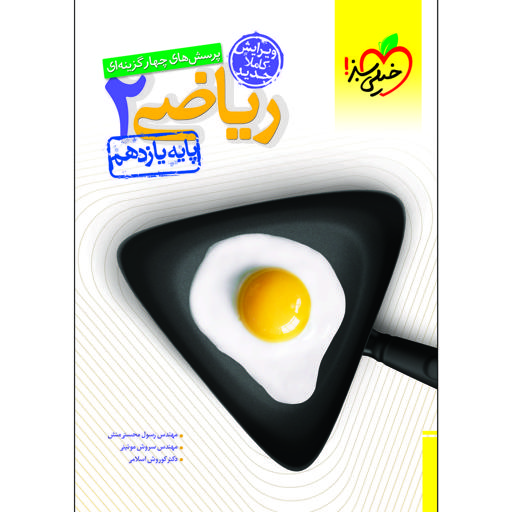 خیلی سبز!
ویرایش
کاملاً
جدید
پرسش‌های چهارگزینه‌ای
ریاضی ۲
پایه یازدهم
مهندس رسول محسنی‌منش
مهندس سروش موئینی
دکتر کوروش اسلامی